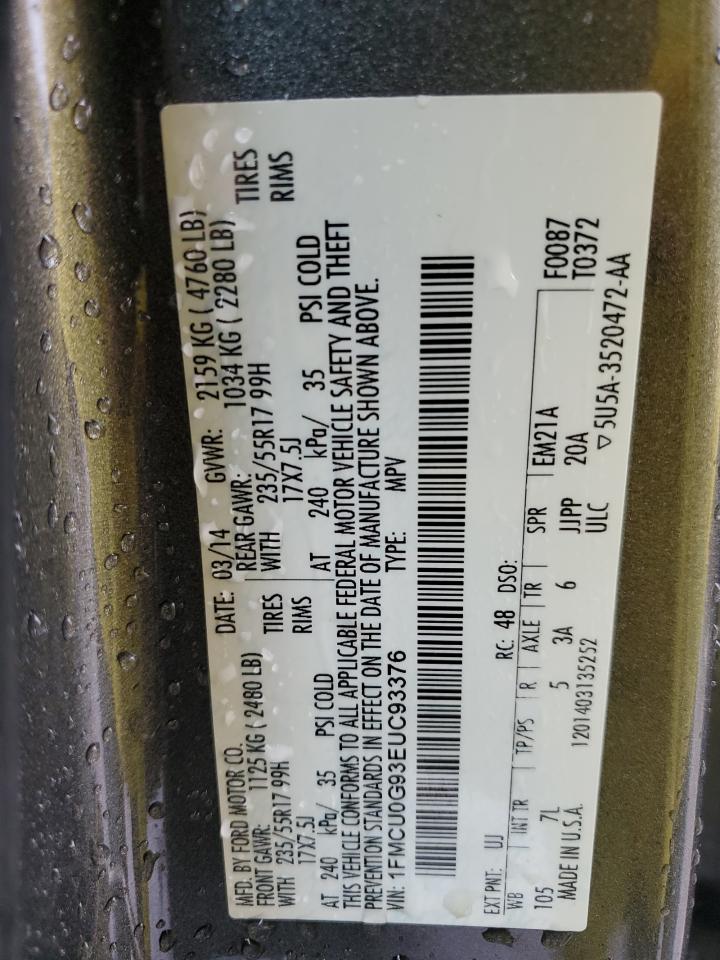 MFD. BY FORD MOTOR CO.
DATE: 03/14 GVWR: 2159 KG ( 4760 LB)
FRONT GAWR: 1125 KG ( 2480 LB) REAR GAWR: 1034 KG ( 2280 LB)
WITH 235/55R17 99H TIRES WITH 235/55R17 99H TIRES
17X7.5J RIMS 17X7.5J RIMS
AT 240 kPa/ 35 PSI COLD AT 240 kPa/ 35 PSI COLD
THIS VEHICLE CONFORMS TO ALL APPLICABLE FEDERAL MOTOR VEHICLE SAFETY AND THEFT
PREVENTION STANDARDS IN EFFECT ON THE DATE OF MANUFACTURE SHOWN ABOVE.
VIN: 1FMCU0G93EUC93376 TYPE: MPV
EXT PNT: UJ RC: 48 DSO:
WB INT TR TP/PS R AXLE TR SPR EM21A F00B7
105 7L 5 3A 6 JJPP 20A T0372
MADE IN U.S.A. 1201403135252 ULC ▽5U5A-3520472-AA